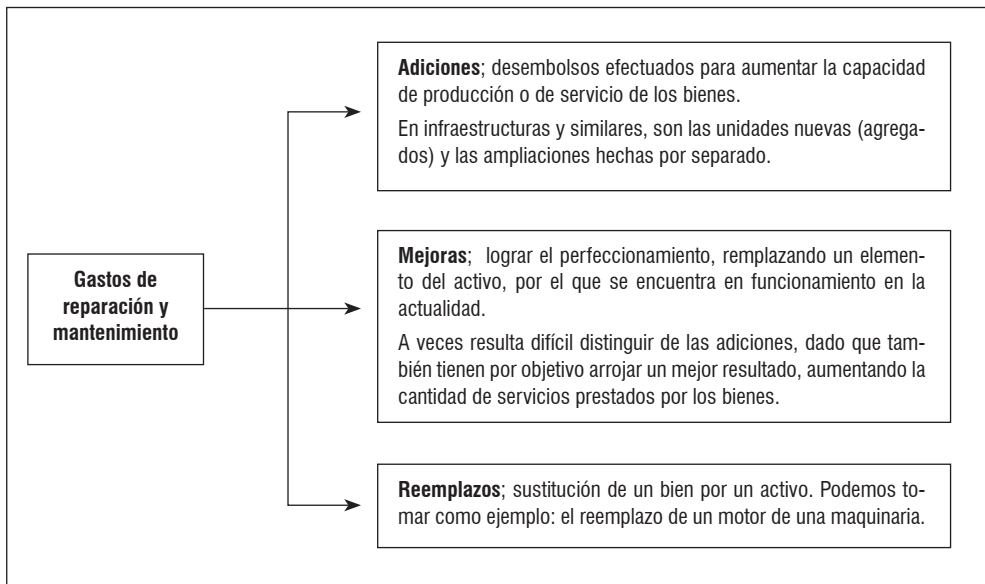 Gastos de
reparación y
mantenimiento
Adiciones; desembolsos efectuados para aumentar la capacidad
de producción o de servicio de los bienes.
En infraestructuras y similares, son las unidades nuevas (agrega-
dos) y las ampliaciones hechas por separado.
Mejoras; lograr el perfeccionamiento, remplazando un elemen-
to del activo, por el que se encuentra en funcionamiento en la
actualidad.
A veces resulta difícil distinguir de las adiciones, dado que tam-
bién tienen por objetivo arrojar un mejor resultado, aumentando la
cantidad de servicios prestados por los bienes.
Reemplazos; sustitución de un bien por un activo. Podemos to-
mar como ejemplo: el reemplazo de un motor de una maquinaria.